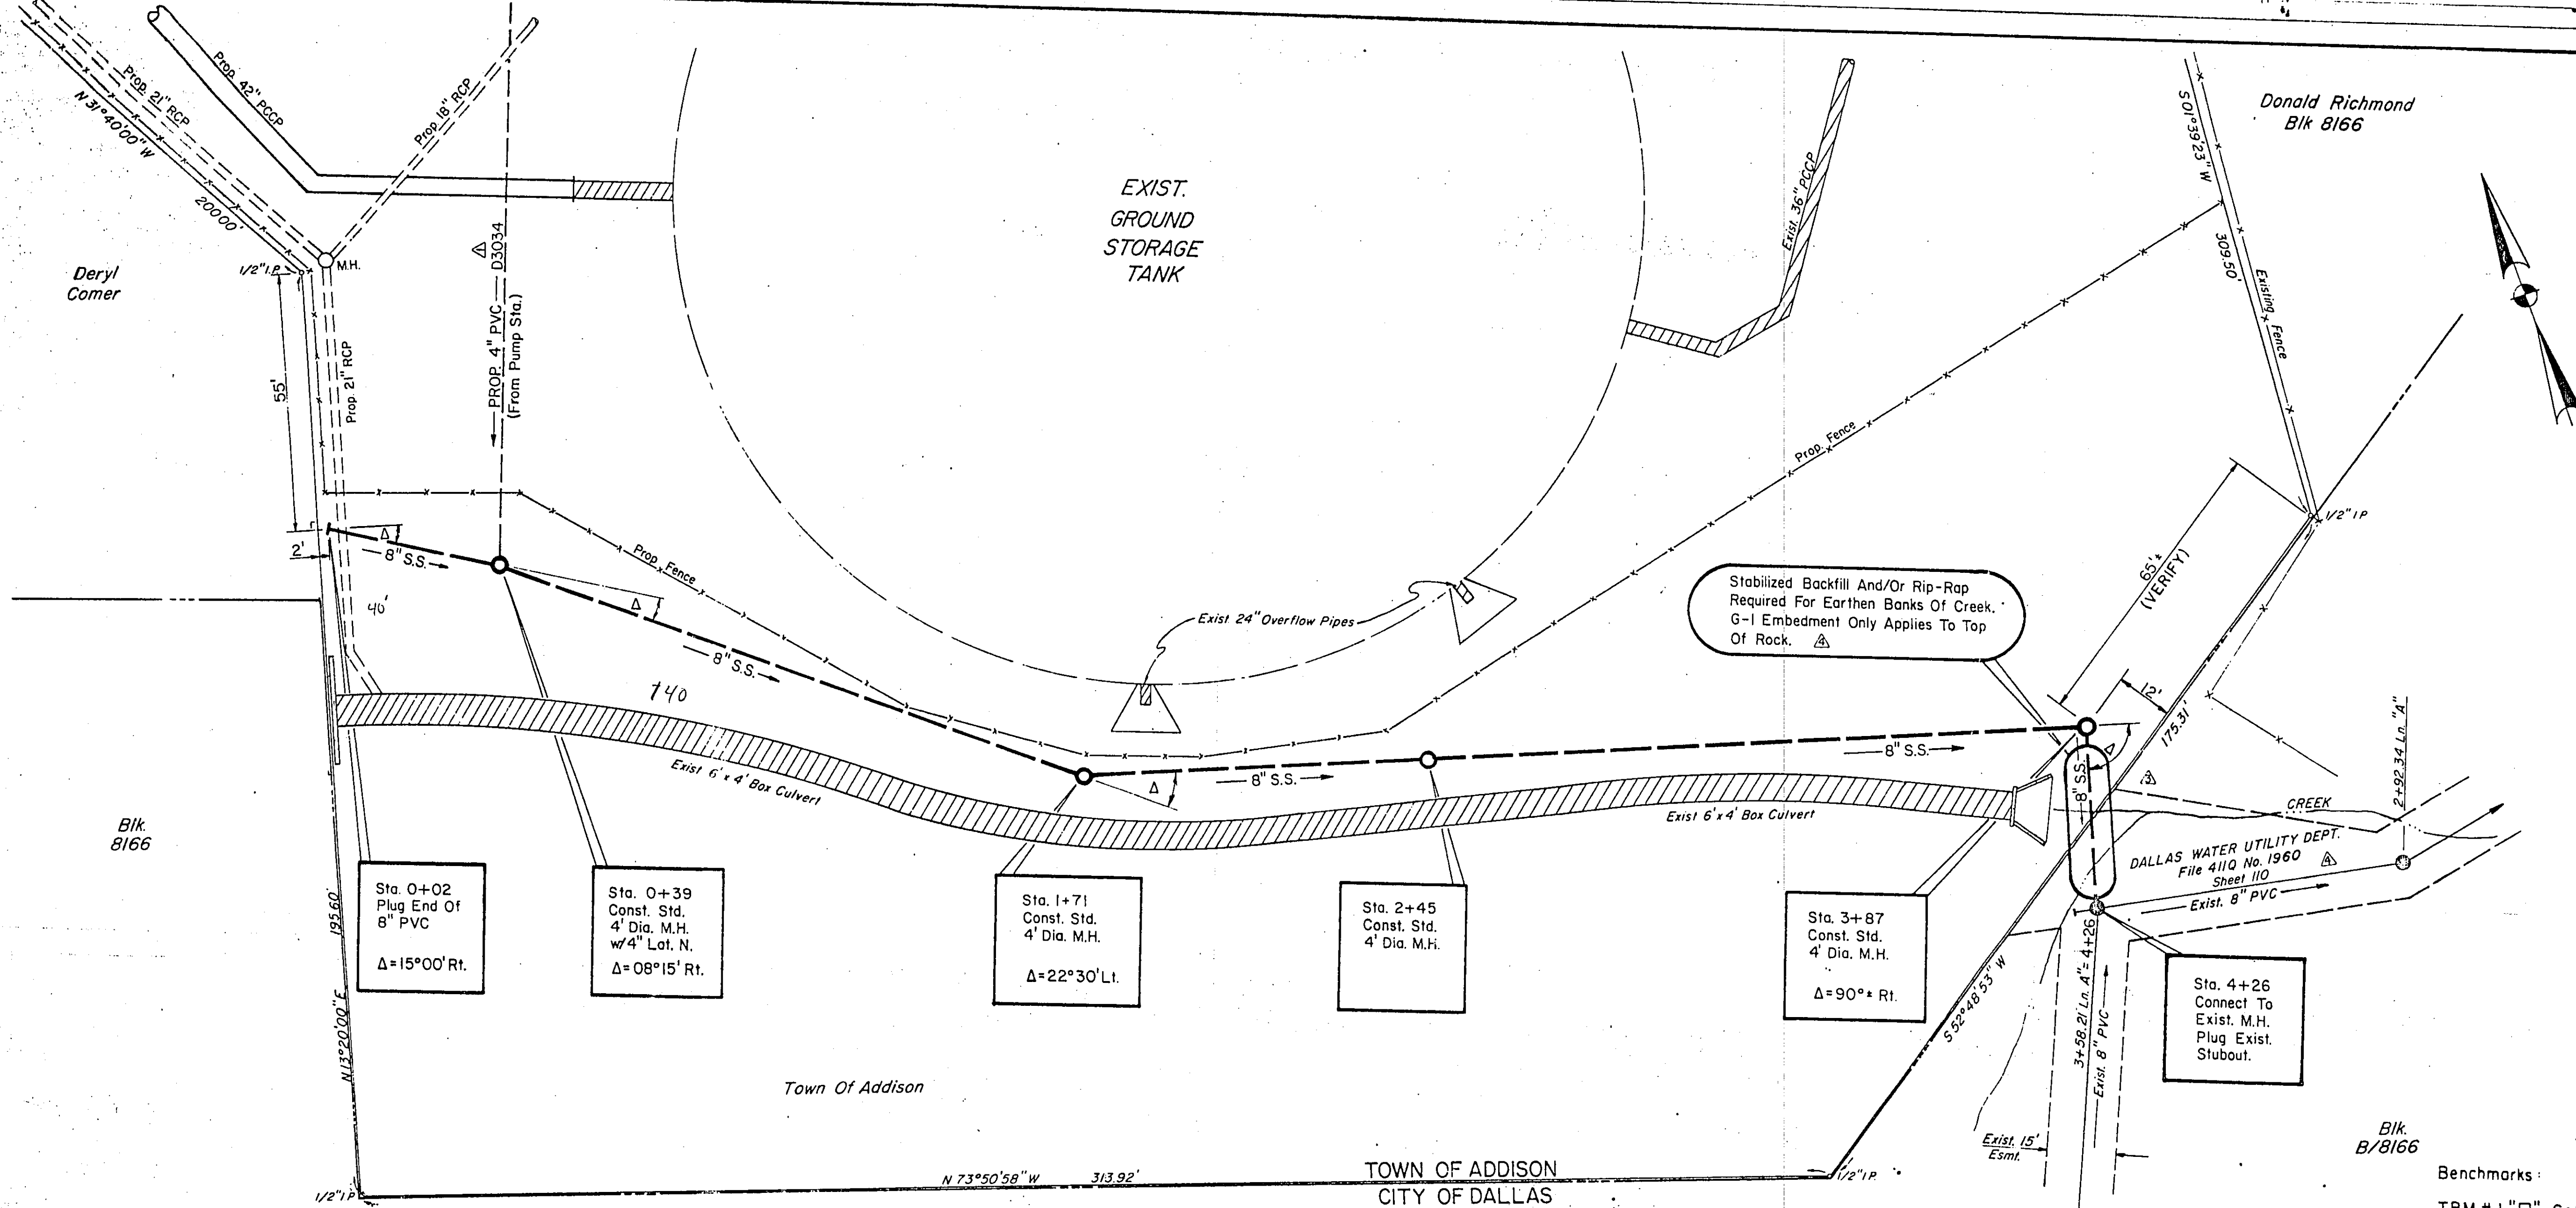 Prop. 21" RCP
N 31°40'00" W
200.00'
Prop. 42" PCCP
Prop. 18" RCP
M.H.
1/2" I.P.
Deryl
Comer
55'
Prop. 21" RCP
PROP. 4" PVC
D3034
(From Pump Sta.)
1
EXIST.
GROUND
STORAGE
TANK
Exist. 36" PCCP
S 01°39'23" W
309.50'
Existing Fence
Donald Richmond
Blk 8166
1/2" I.P.
Prop. Fence
65'±
(VERIFY)
12'
175.31'
2'
Δ
8" S.S.
40'
Δ
8" S.S.
Prop. Fence
Exist. 24" Overflow Pipes
Stabilized Backfill And/Or Rip-Rap
Required For Earthen Banks Of Creek.
G-1 Embedment Only Applies To Top
Of Rock. 4
140
Exist 6' x 4' Box Culvert
Δ
8" S.S.
8" S.S.
Δ
8" S.S.
Exist 6' x 4' Box Culvert
3
CREEK
2+92.34 Ln. "A"
DALLAS WATER UTILITY DEPT.
File 411Q No. 1960
4
Sheet 110
Exist. 8" PVC
Blk.
8166
195.60'
N 13°20'00" E
Sta. 0+02
Plug End Of
8" PVC
Δ=15°00' Rt.
Sta. 0+39
Const. Std.
4' Dia. M.H.
w/4" Lat. N.
Δ=08°15' Rt.
Sta. 1+71
Const. Std.
4' Dia. M.H.
Δ=22°30' Lt.
Sta. 2+45
Const. Std.
4' Dia. M.H.
Sta. 3+87
Const. Std.
4' Dia. M.H.
Δ=90°± Rt.
Sta. 4+26
Connect To
Exist. M.H.
Plug Exist.
Stubout.
S 52°48'53" W
3+58.21 Ln. "A" = 4+26
Exist. 8" PVC
Exist. 15'
Esmt.
Town Of Addison
Blk.
B/8166
Benchmarks:
1/2" I.P.
N 73°50'58" W 313.92'
TOWN OF ADDISON
CITY OF DALLAS
1/2" I.P.